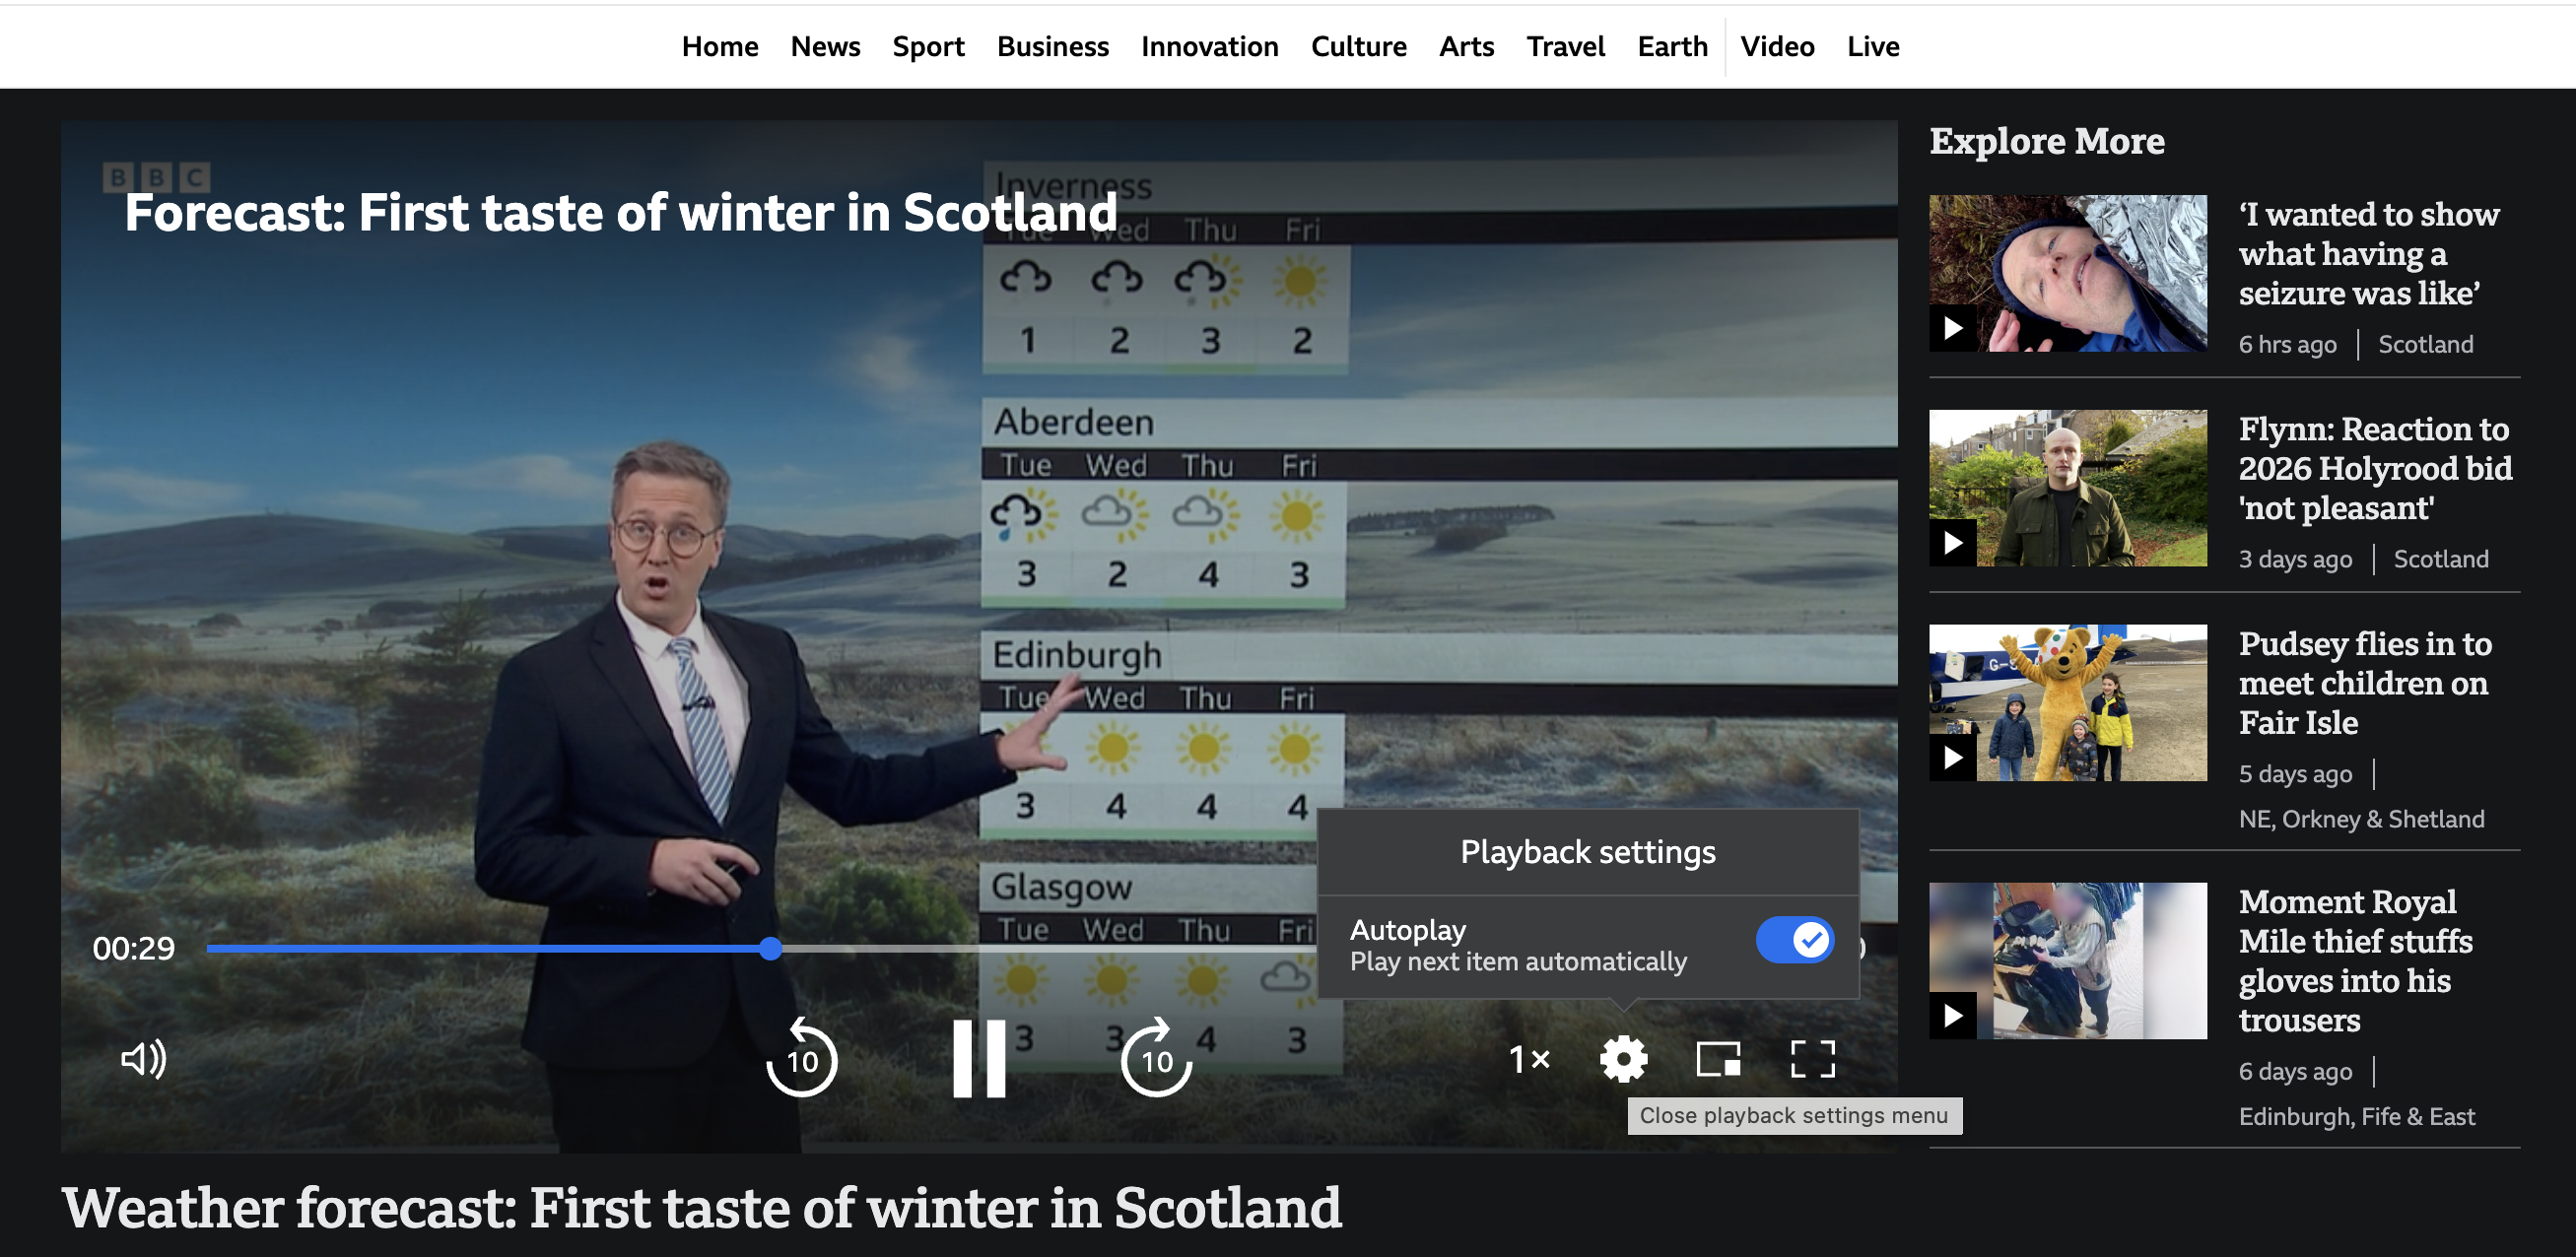 Home News Sport Business Innovation Culture Arts Travel Earth Video Live
BBC
Forecast: First taste of winter in Scotland
Inverness
Tue Wed Thu Fri
1 2 3 2
Aberdeen
Tue Wed Thu Fri
3 2 4 3
Edinburgh
Tue Wed Thu Fri
3 4 4 4
Glasgow
Tue Wed Thu Fri
3 3 4 3
Playback settings
Autoplay
Play next item automatically
00:29
10
10
1×
Close playback settings menu
Weather forecast: First taste of winter in Scotland
Explore More
‘I wanted to show
what having a
seizure was like’
6 hrs ago | Scotland
Flynn: Reaction to
2026 Holyrood bid
'not pleasant'
3 days ago | Scotland
G-S
Pudsey flies in to
meet children on
Fair Isle
5 days ago |
NE, Orkney & Shetland
Moment Royal
Mile thief stuffs
gloves into his
trousers
6 days ago |
Edinburgh, Fife & East